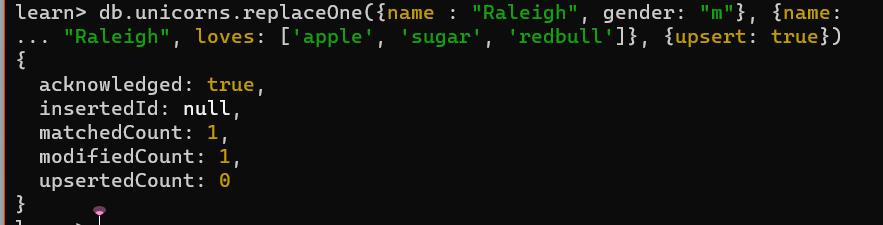 learn> db.unicorns.replaceOne({name : "Raleigh", gender: "m"}, {name:
... "Raleigh", loves: ['apple', 'sugar', 'redbull']}, {upsert: true})
{
  acknowledged: true,
  insertedId: null,
  matchedCount: 1,
  modifiedCount: 1,
  upsertedCount: 0
}